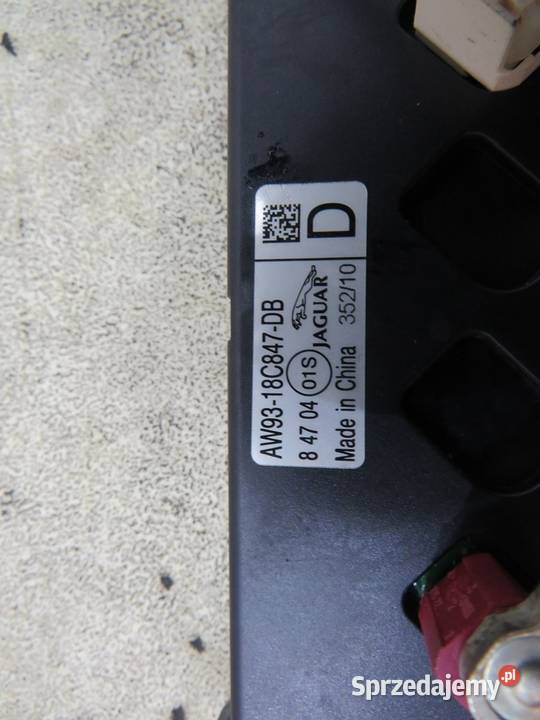 D
AW93-18C847-DB
8 47 04 01S JAGUAR
Made in China 352/10
Sprzedajemy.pl